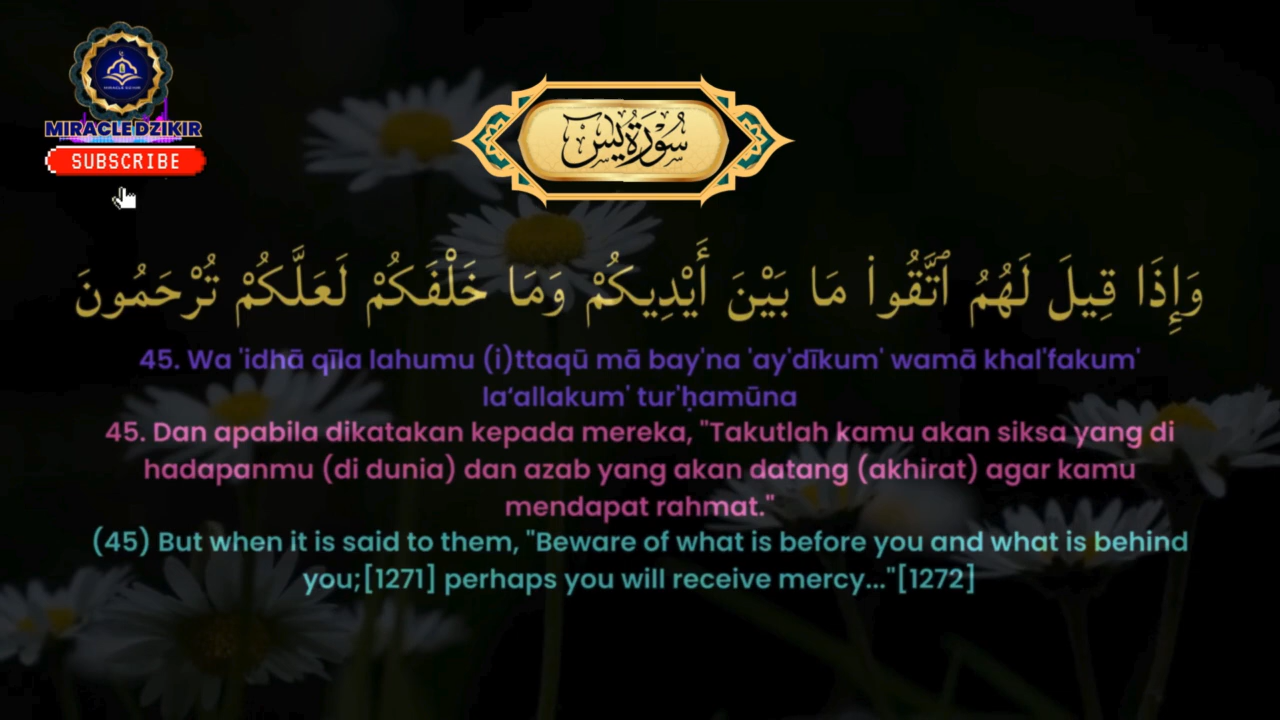 MIRACLE DZIKIR
SUBSCRIBE
سُورَةُ يس
وَإِذَا قِيلَ لَهُمُ ٱتَّقُوا۟ مَا بَيْنَ أَيْدِيكُمْ وَمَا خَلْفَكُمْ لَعَلَّكُمْ تُرْحَمُونَ
45. Wa 'idhā qīla lahumu (i)ttaqū mā bay'na 'ay'dīkum' wamā khal'fakum'
la‘allakum' tur'ḥamūna
45. Dan apabila dikatakan kepada mereka, "Takutlah kamu akan siksa yang di
hadapanmu (di dunia) dan azab yang akan datang (akhirat) agar kamu
mendapat rahmat."
(45) But when it is said to them, "Beware of what is before you and what is behind
you;[1271] perhaps you will receive mercy..."[1272]